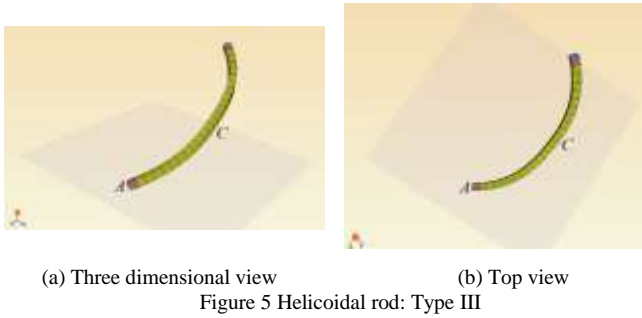 A
C
A
C
(a) Three dimensional view (b) Top view
Figure 5 Helicoidal rod: Type III